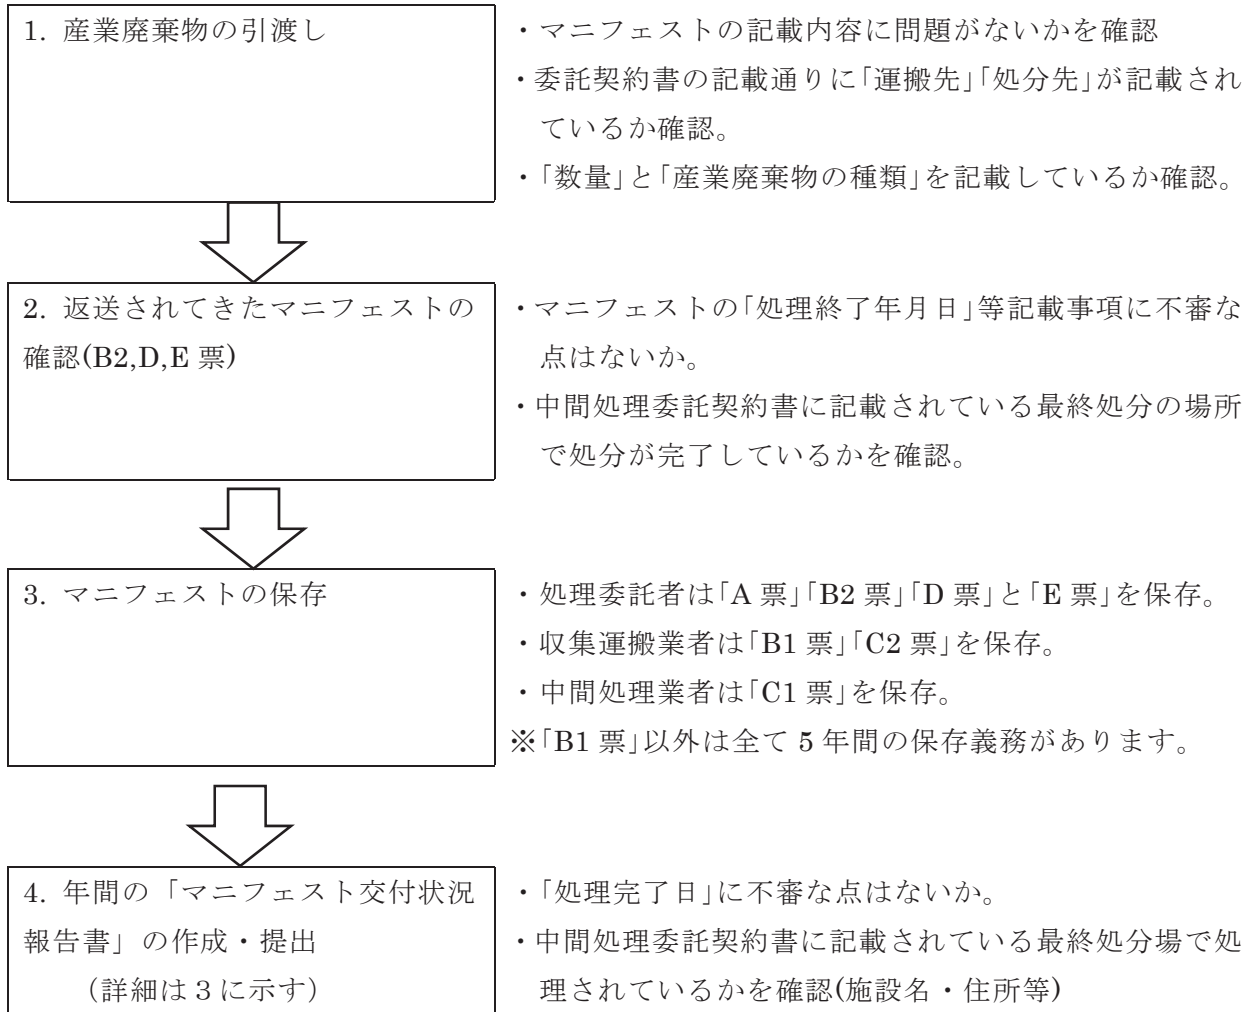 1. 産業廃棄物の引渡し
・マニフェストの記載内容に問題がないかを確認
・委託契約書の記載通りに｢運搬先｣｢処分先｣が記載され
ているか確認。
・｢数量｣と｢産業廃棄物の種類｣を記載しているか確認。
2. 返送されてきたマニフェストの
確認(B2,D,E 票)
・マニフェストの｢処理終了年月日｣等記載事項に不審な
点はないか。
・中間処理委託契約書に記載されている最終処分の場所
で処分が完了しているかを確認。
3. マニフェストの保存
・処理委託者は｢A 票｣｢B2 票｣｢D 票｣と｢E 票｣を保存。
・収集運搬業者は｢B1 票｣｢C2 票｣を保存。
・中間処理業者は｢C1 票｣を保存。
※｢B1 票｣以外は全て 5 年間の保存義務があります。
4. 年間の「マニフェスト交付状況
報告書」の作成・提出
（詳細は３に示す）
・｢処理完了日｣に不審な点はないか。
・中間処理委託契約書に記載されている最終処分場で処
理されているかを確認(施設名・住所等)